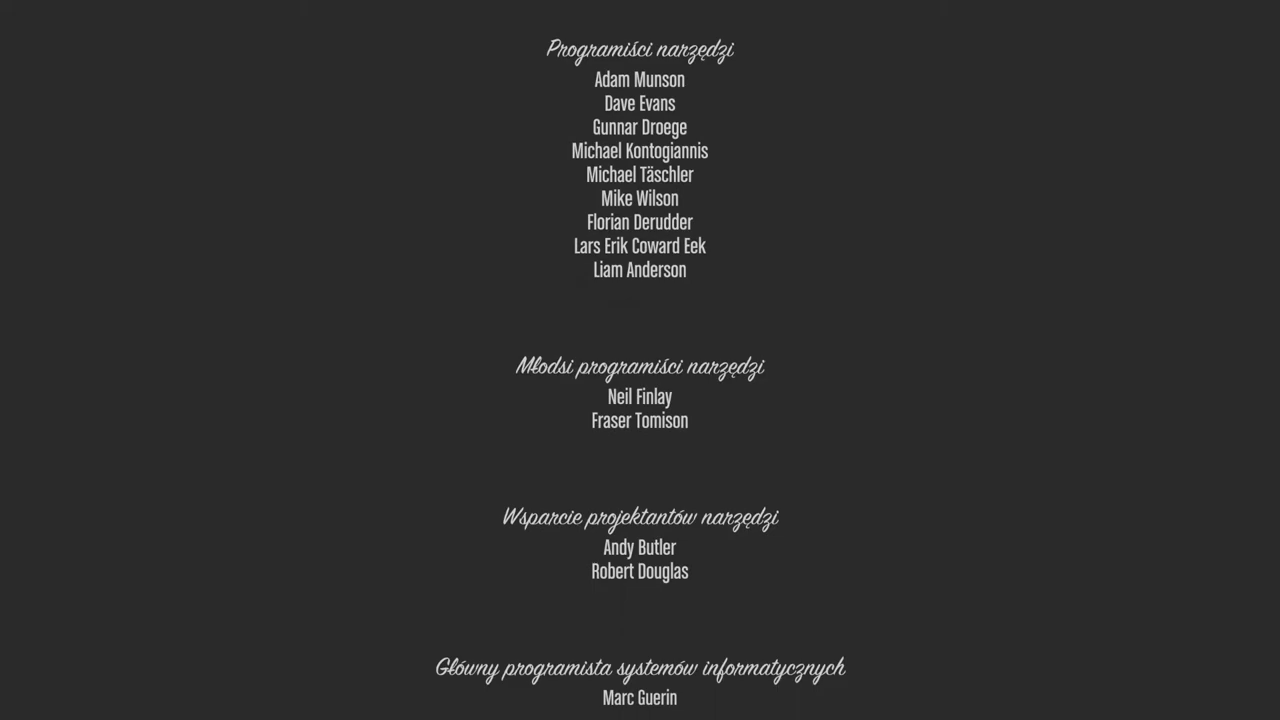 Programiści narzędzi
Adam Munson
Dave Evans
Gunnar Droege
Michael Kontogiannis
Michael Täschler
Mike Wilson
Florian Derudder
Lars Erik Coward Eek
Liam Anderson
Młodsi programiści narzędzi
Neil Finlay
Fraser Tomison
Wsparcie projektantów narzędzi
Andy Butler
Robert Douglas
Główny programista systemów informatycznych
Marc Guerin